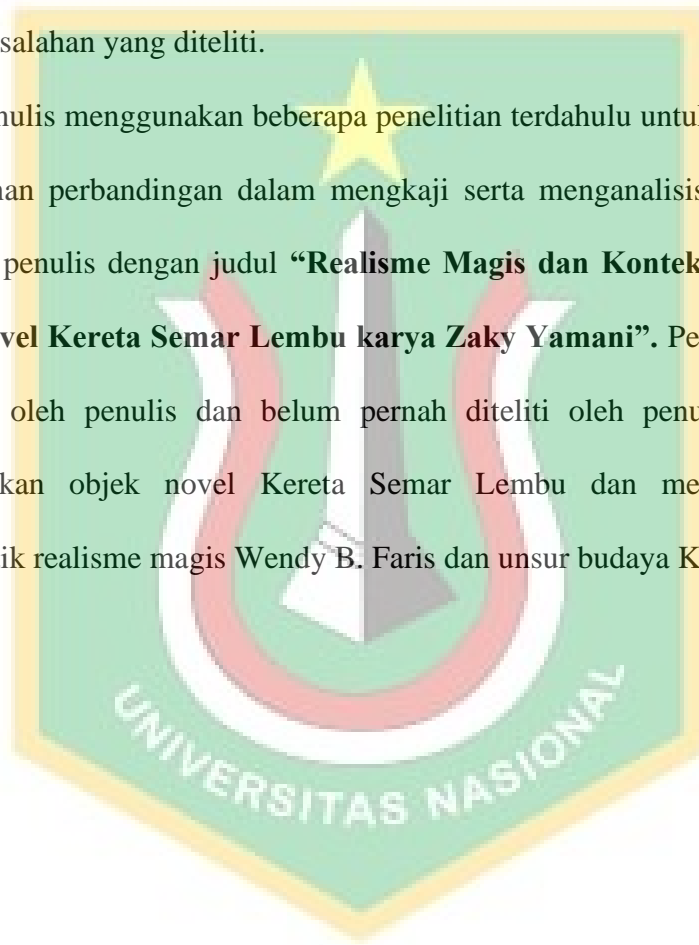 salahan yang diteliti.
nulis menggunakan beberapa penelitian terdahulu untuk
nan perbandingan dalam mengkaji serta menganalisis
penulis dengan judul “Realisme Magis dan Kontek
vel Kereta Semar Lembu karya Zaky Yamani”. Pe
oleh penulis dan belum pernah diteliti oleh penu
kan objek novel Kereta Semar Lembu dan me
ik realisme magis Wendy B. Faris dan unsur budaya K
UNIVERSITAS NASIONAL